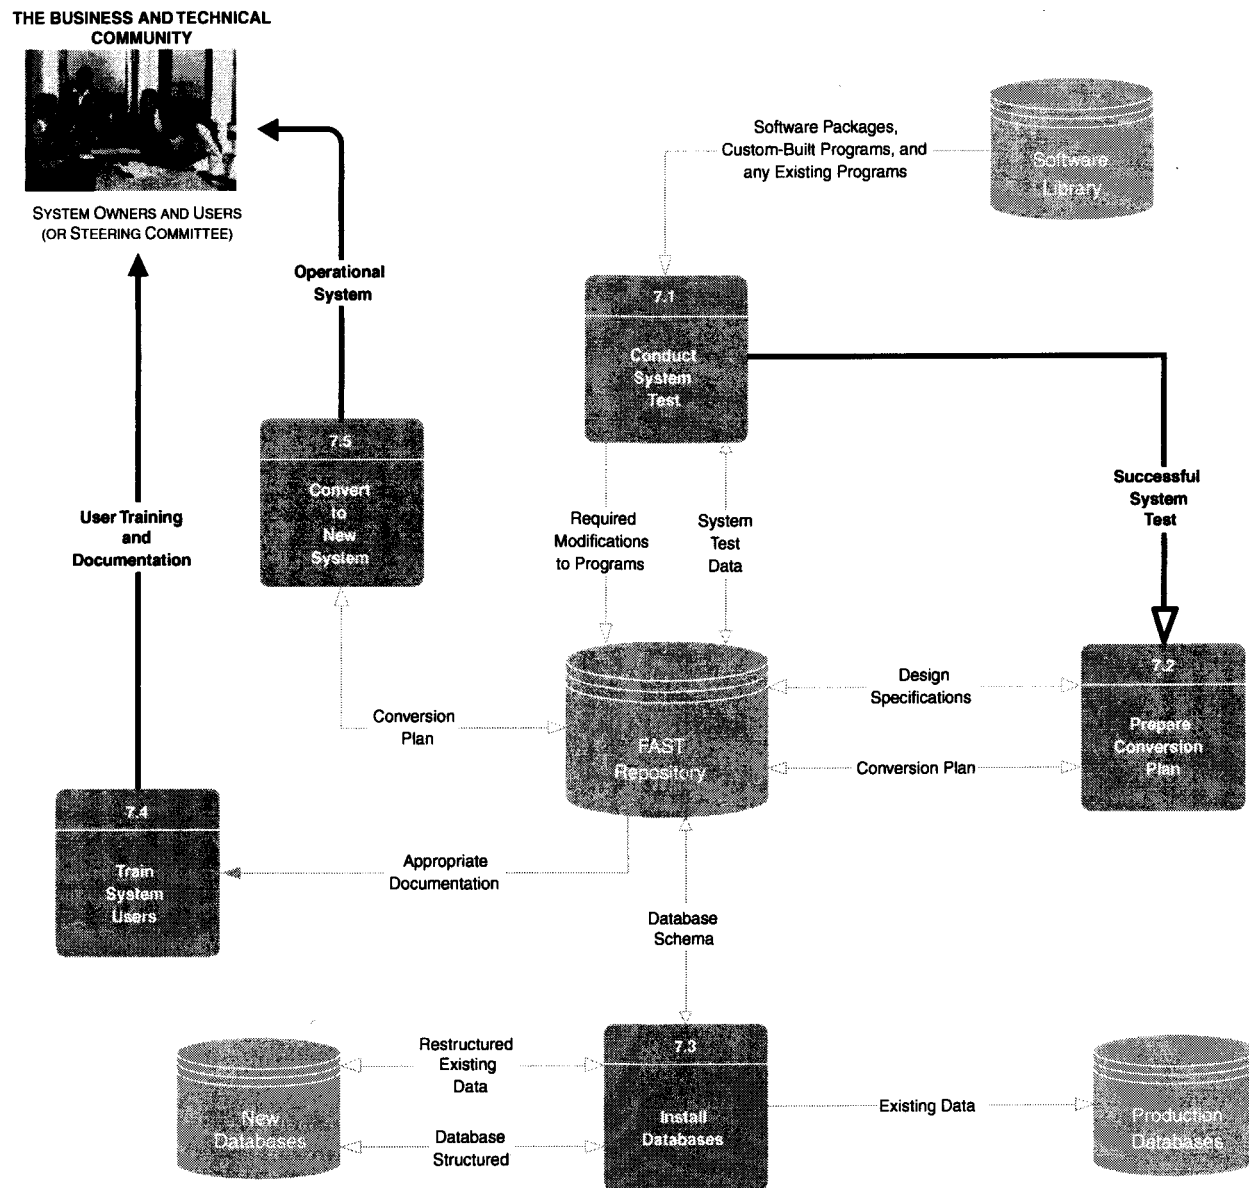 THE BUSINESS AND TECHNICAL
COMMUNITY
SYSTEM OWNERS AND USERS
(OR STEERING COMMITTEE)
Software Packages,
Custom-Built Programs, and
any Existing Programs
Software
Library
Operational
System
7.1
Conduct
System
Test
7.5
Convert
to
New
System
User Training
and
Documentation
Required
Modifications
to Programs
System
Test
Data
Successful
System
Test
7.2
Prepare
Conversion
Plan
Design
Specifications
Conversion
Plan
FAST
Repository
Conversion Plan
7.4
Train
System
Users
Appropriate
Documentation
Database
Schema
7.3
Install
Databases
Restructured
Existing
Data
New
Databases
Database
Structured
Existing Data
Production
Databases